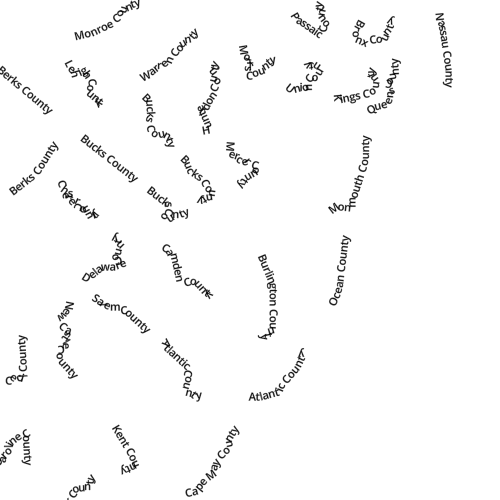 Monroe County
Passaic County
Bronx County
Nassau County
Warren County
Morris County
Lehigh County
Union County
Kings County
Queens County
Berks County
Bucks County
Hunterdon County
Berks County
Bucks County
Mercer County
Bucks County
Monmouth County
Chester County
Bucks County
Delaware County
Camden County
Burlington County
Ocean County
Salem County
New Castle County
Cecil County
Atlantic County
Atlantic County
Caroline County
Kent County
Cape May County
County